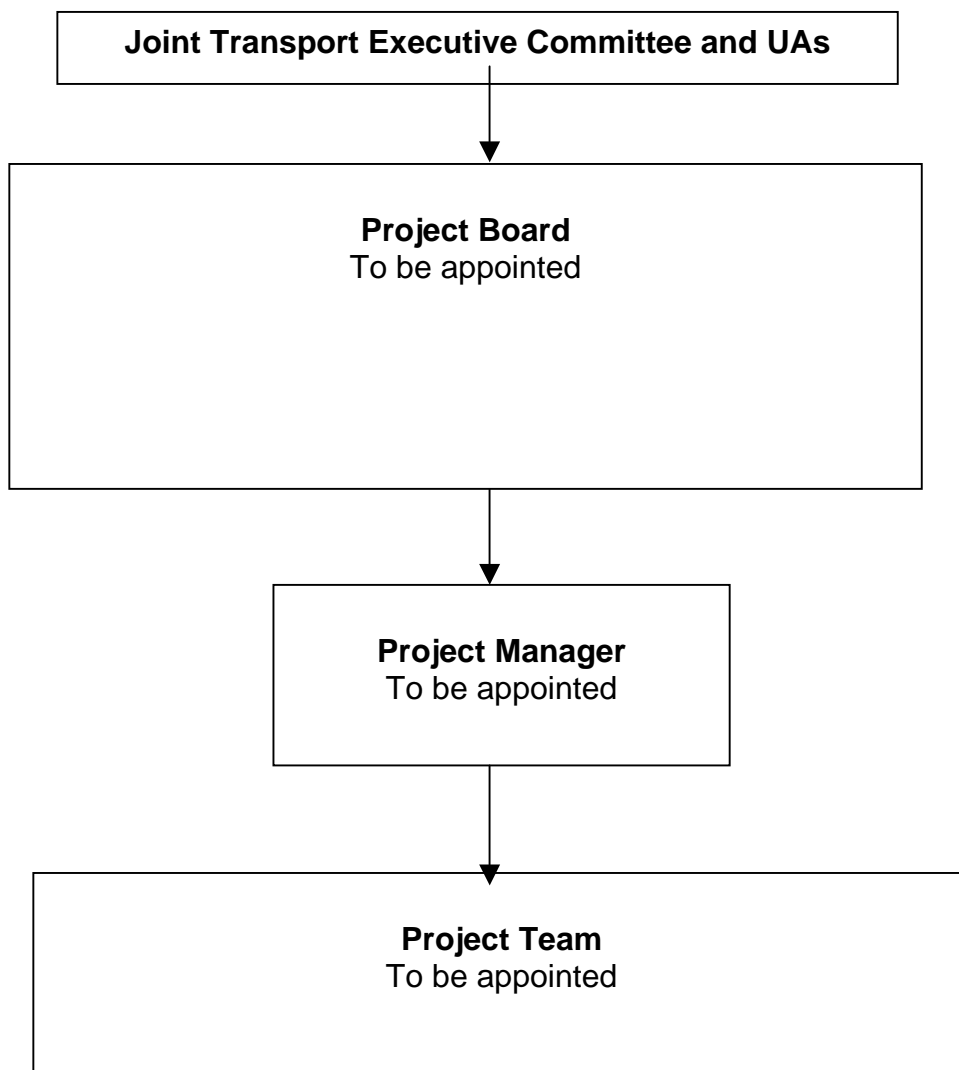 Joint Transport Executive Committee and UAs
Project Board
To be appointed
Project Manager
To be appointed
Project Team
To be appointed